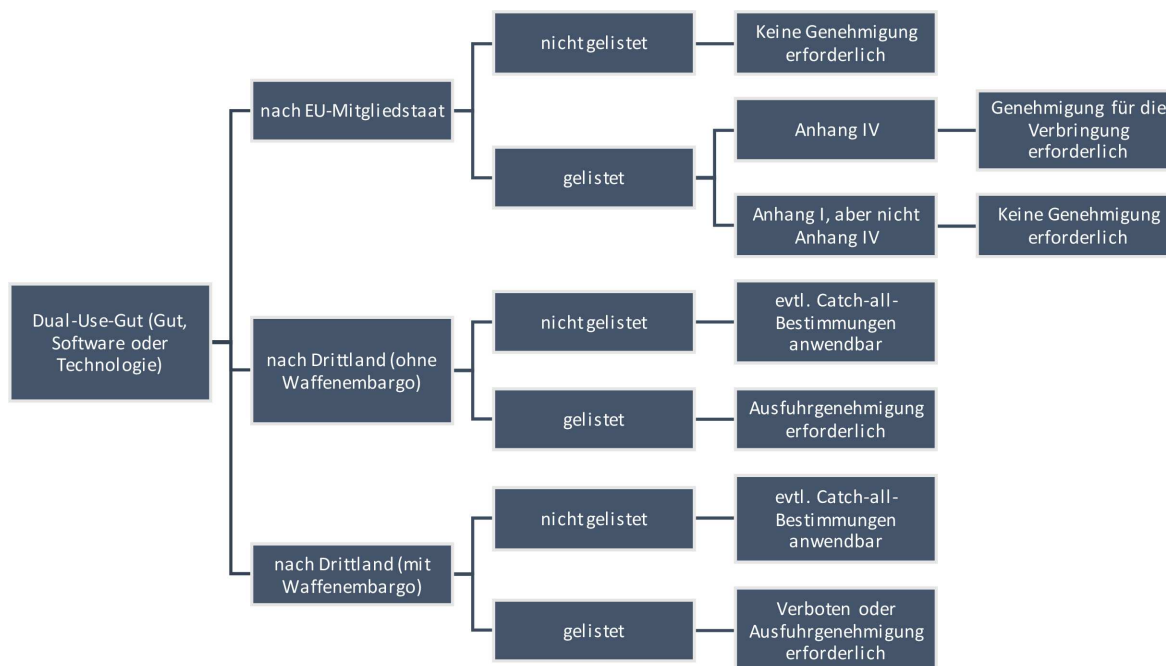 Dual-Use-Gut (Gut,
Software oder
Technologie)
nach EU-Mitgliedstaat
nicht gelistet
Keine Genehmigung
erforderlich
gelistet
Anhang IV
Genehmigung für die
Verbringung
erforderlich
Anhang I, aber nicht
Anhang IV
Keine Genehmigung
erforderlich
nach Drittland (ohne
Waffenembargo)
nicht gelistet
evtl. Catch-all-
Bestimmungen
anwendbar
gelistet
Ausfuhrgenehmigung
erforderlich
nach Drittland (mit
Waffenembargo)
nicht gelistet
evtl. Catch-all-
Bestimmungen
anwendbar
gelistet
Verboten oder
Ausfuhrgenehmigung
erforderlich